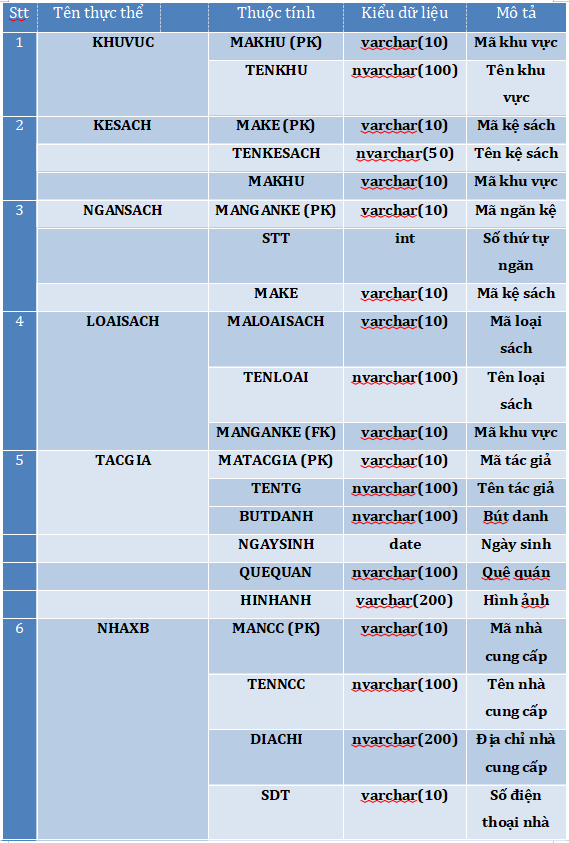 Stt Tên thực thể Thuộc tính Kiểu dữ liệu Mô tả
1 KHUVUC MAKHU (PK) varchar(10) Mã khu vực
TENKHU nvarchar(100) Tên khu
vực
2 KESACH MAKE (PK) varchar(10) Mã kệ sách
TENKESACH nvarchar(50) Tên kệ sách
MAKHU varchar(10) Mã khu vực
3 NGANSACH MANGANKE (PK) varchar(10) Mã ngăn kệ
STT int Số thứ tự
ngăn
MAKE varchar(10) Mã kệ sách
4 LOAISACH MALOAISACH varchar(10) Mã loại
sách
TENLOAI nvarchar(100) Tên loại
sách
MANGANKE (FK) varchar(10) Mã khu vực
5 TACGIA MATACGIA (PK) varchar(10) Mã tác giả
TENTG nvarchar(100) Tên tác giả
BUTDANH nvarchar(100) Bút danh
NGAYSINH date Ngày sinh
QUEQUAN nvarchar(100) Quê quán
HINHANH varchar(200) Hình ảnh
6 NHAXB MANCC (PK) varchar(10) Mã nhà
cung cấp
TENNCC nvarchar(100) Tên nhà
cung cấp
DIACHI nvarchar(200) Địa chỉ nhà
cung cấp
SDT varchar(10) Số điện
thoại nhà